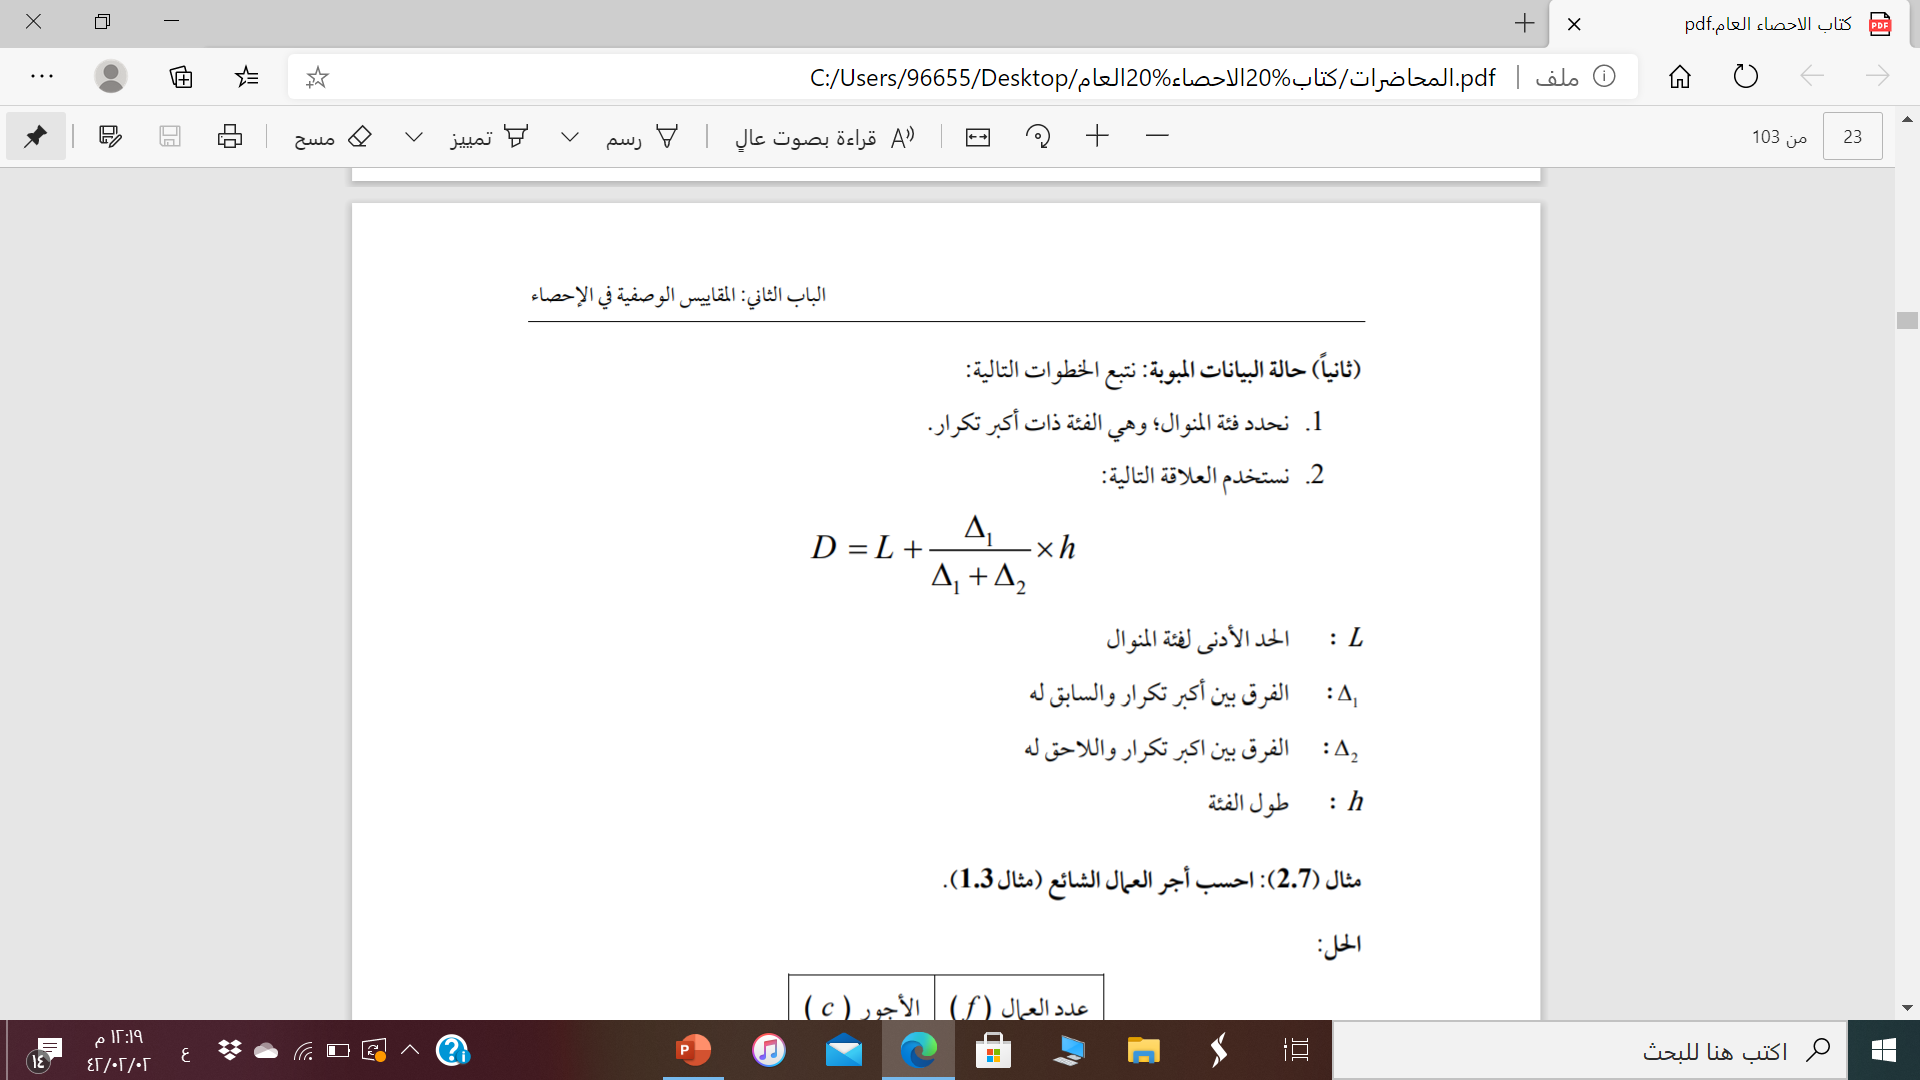 كتاب الاحصاء العام.pdf
ملف
C:/Users/96655/Desktop/المحاضرات/كتاب%20الاحصاء%20العام.pdf
23
من 103
قراءة بصوت عالٍ
رسم
تمييز
مسح
الباب الثاني: المقاييس الوصفية في الإحصاء
(ثانياً) حالة البيانات المبوبة: نتبع الخطوات التالية:
1. نحدد فئة المنوال؛ وهي الفئة ذات أكبر تكرار.
2. نستخدم العلاقة التالية:
D = L + Δ₁ / (Δ₁ + Δ₂) × h
L : الحد الأدنى لفئة المنوال
Δ₁ : الفرق بين أكبر تكرار والسابق له
Δ₂ : الفرق بين اكبر تكرار واللاحق له
h : طول الفئة
مثال (2.7): احسب أجر العمال الشائع (مثال 1.3).
الحل:
عدد العمال (f) الأجور (c)
اكتب هنا للبحث
ع
١٢:١٩ م
٤٢/٠٢/٠٢
١٤